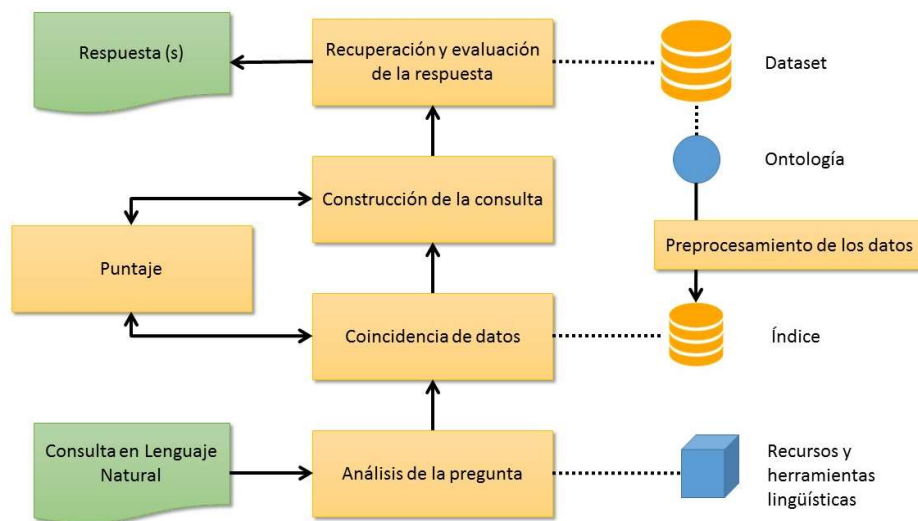 Respuesta (s)
Recuperación y evaluación
de la respuesta
Dataset
Ontología
Construcción de la consulta
Preprocesamiento de los datos
Puntaje
Coincidencia de datos
Índice
Consulta en Lenguaje
Natural
Análisis de la pregunta
Recursos y
herramientas
lingüísticas